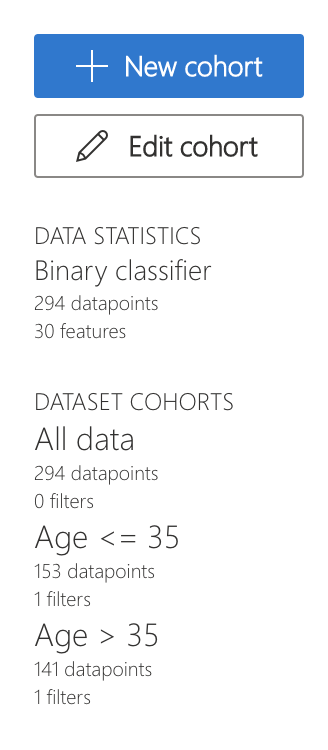 New cohort
Edit cohort
DATA STATISTICS
Binary classifier
294 datapoints
30 features
DATASET COHORTS
All data
294 datapoints
0 filters
Age <= 35
153 datapoints
1 filters
Age > 35
141 datapoints
1 filters